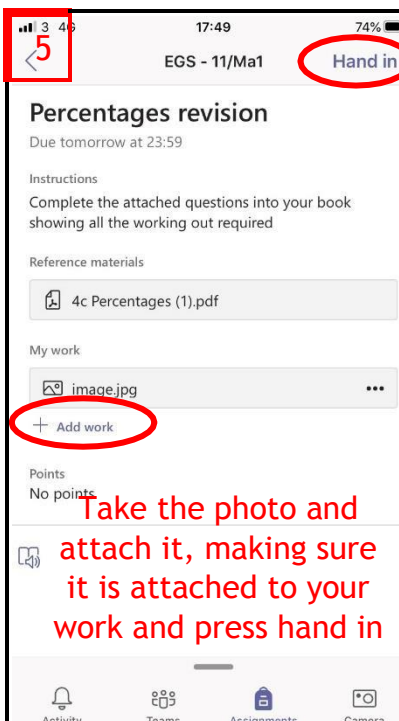 3 4G 17:49 74%
5
EGS - 11/Ma1 Hand in
Percentages revision
Due tomorrow at 23:59
Instructions
Complete the attached questions into your book
showing all the working out required
Reference materials
4c Percentages (1).pdf
My work
image.jpg
+ Add work
Points
No points
Take the photo and
attach it, making sure
it is attached to your
work and press hand in
Activity Teams Assignments Camera